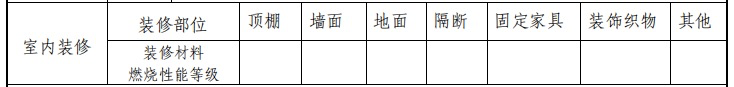 室内装修 装修部位 顶棚 墙面 地面 隔断 固定家具 装饰织物 其他
装修材料
燃烧性能等级